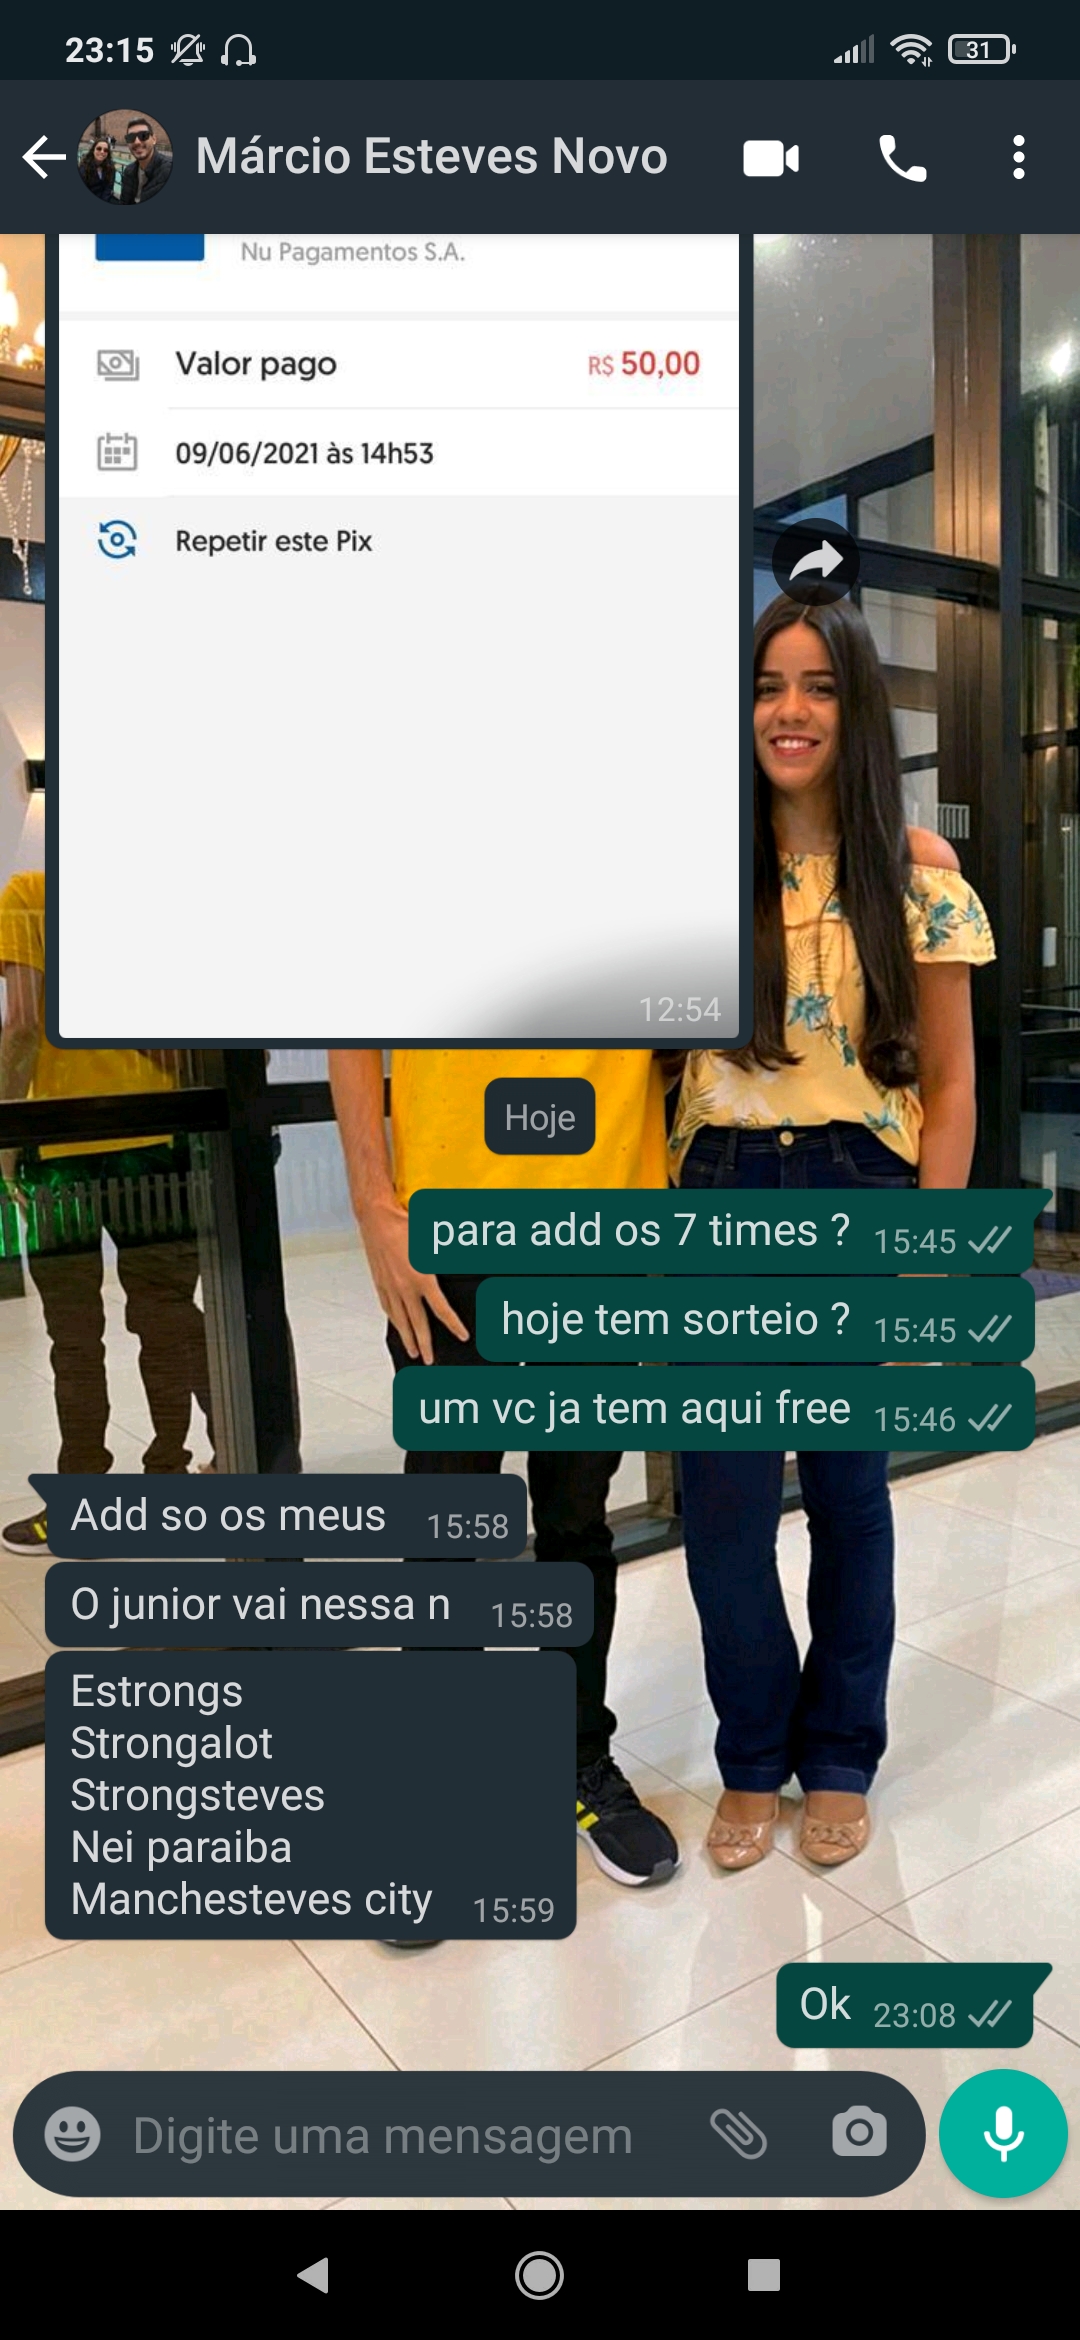 23:15
31
Márcio Esteves Novo
Nu Pagamentos S.A.
Valor pago R$ 50,00
09/06/2021 às 14h53
Repetir este Pix
12:54
Hoje
para add os 7 times ? 15:45
hoje tem sorteio ? 15:45
um vc ja tem aqui free 15:46
Add so os meus 15:58
O junior vai nessa n 15:58
Estrongs
Strongalot
Strongsteves
Nei paraiba
Manchesteves city 15:59
Ok 23:08
Digite uma mensagem